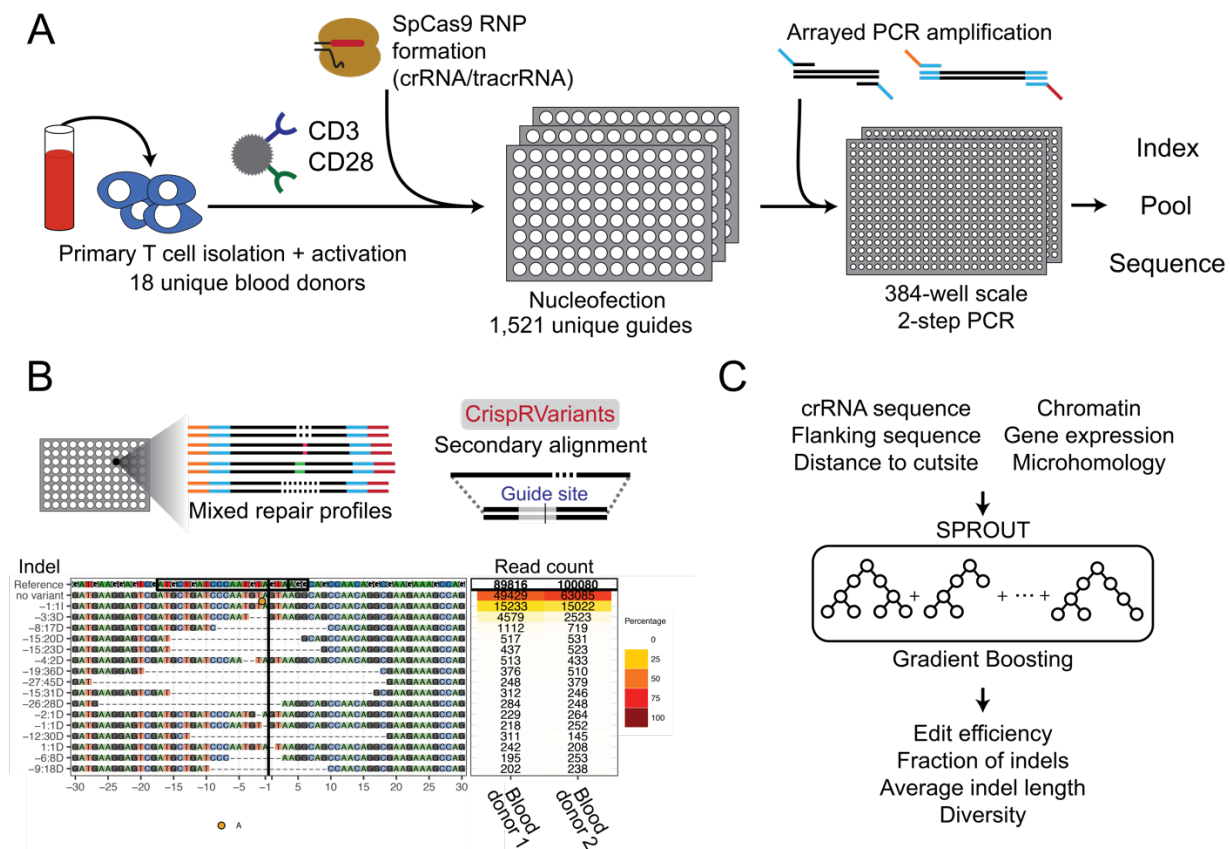 A
SpCas9 RNP
formation
(crRNA/tracrRNA)
Arrayed PCR amplification
CD3
CD28
Primary T cell isolation + activation
18 unique blood donors
Nucleofection
1,521 unique guides
384-well scale
2-step PCR
Index
Pool
Sequence
B
Mixed repair profiles
CrispRVariants
Secondary alignment
Guide site
Indel
Read count
Reference 89816 100080
no variant 49429 63085
-1:1I 15233 15022
-3:3D 4579 2523
-8:17D 1112 719
-15:20D 517 531
-15:23D 437 523
-4:2D 513 433
-19:36D 376 510
-27:45D 248 379
-15:31D 312 246
-26:28D 284 248
-2:1D 229 264
-1:1D 218 252
-12:30D 311 145
1:1D 242 208
-6:8D 195 253
-9:18D 202 238
-30 -25 -20 -15 -10 -5 -1 1 5 10 15 20 25 30
A
Blood donor 1
Blood donor 2
Percentage
0
25
50
75
100
C
crRNA sequence
Flanking sequence
Distance to cutsite
Chromatin
Gene expression
Microhomology
SPROUT
+ + ··· +
Gradient Boosting
Edit efficiency
Fraction of indels
Average indel length
Diversity